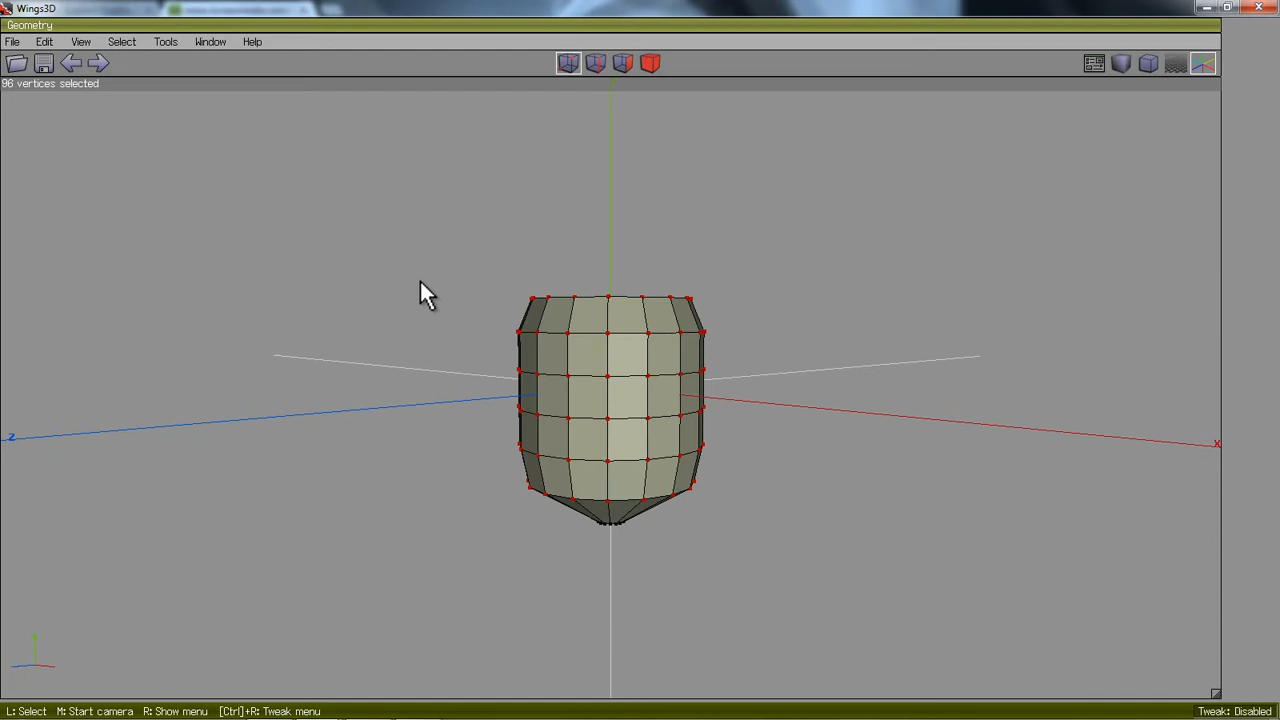 Wings3D
Geometry
File Edit View Select Tools Window Help
96 vertices selected
Z
X
L: Select M: Start camera R: Show menu [Ctrl]+R: Tweak menu
Tweak: Disabled